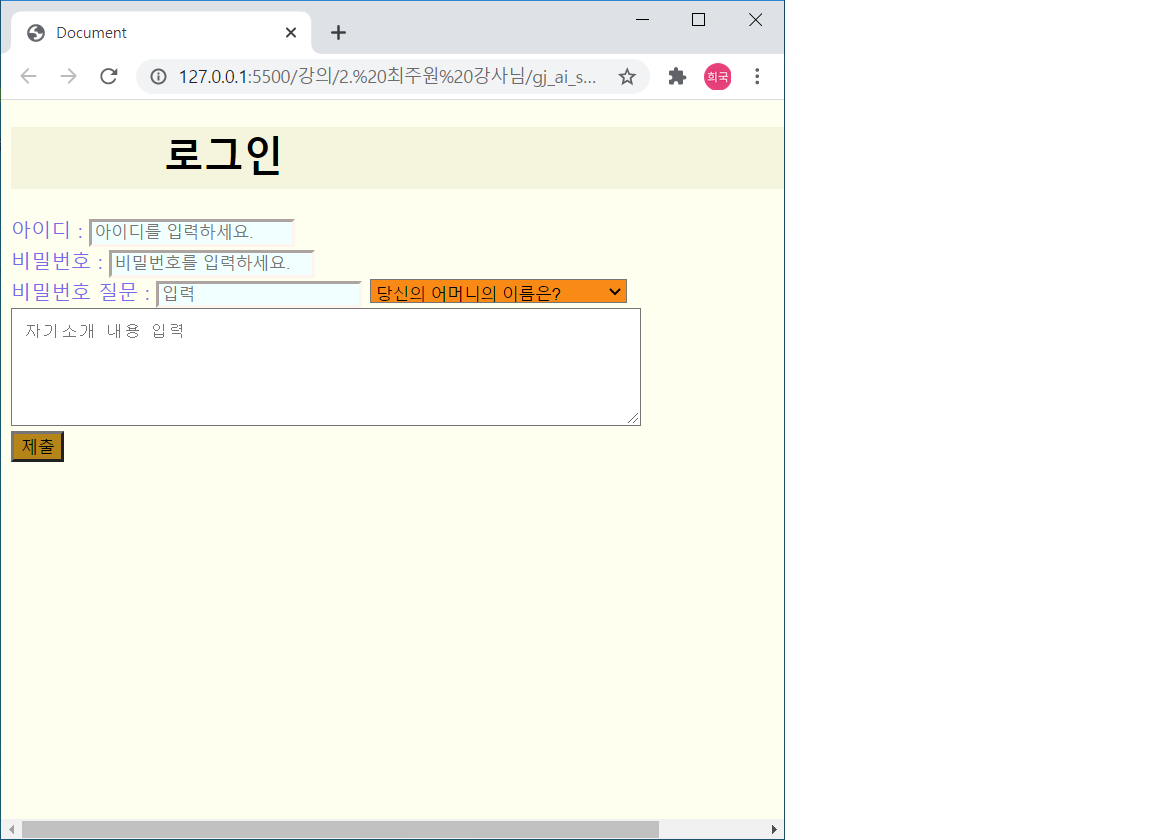 Document
127.0.0.1:5500/강의/2.%20최주원%20강사님/gj_ai_s...
희국
로그인
아이디 : 아이디를 입력하세요.
비밀번호 : 비밀번호를 입력하세요.
비밀번호 질문 : 입력 당신의 어머니의 이름은?
자기소개 내용 입력
제출